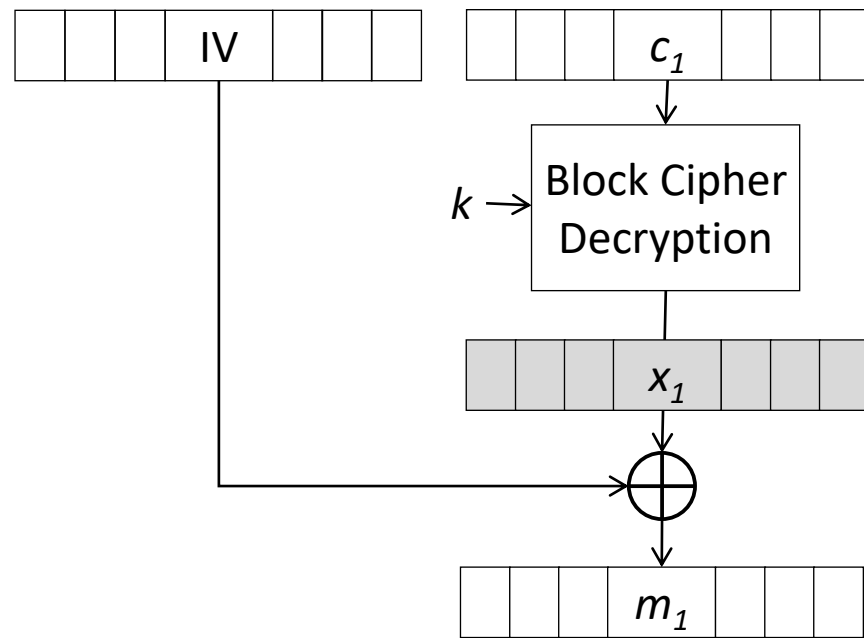 IV
c₁
k
Block Cipher
Decryption
x₁
m₁